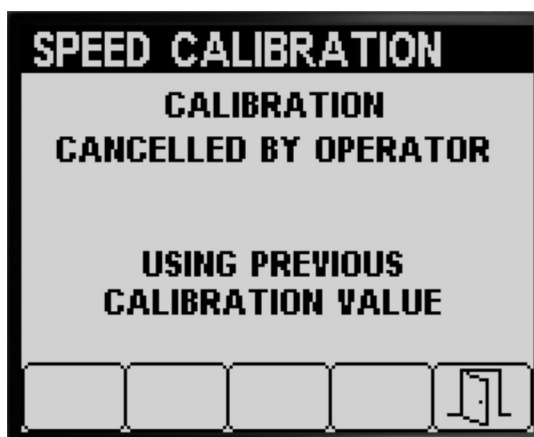 SPEED CALIBRATION
CALIBRATION
CANCELLED BY OPERATOR
USING PREVIOUS
CALIBRATION VALUE